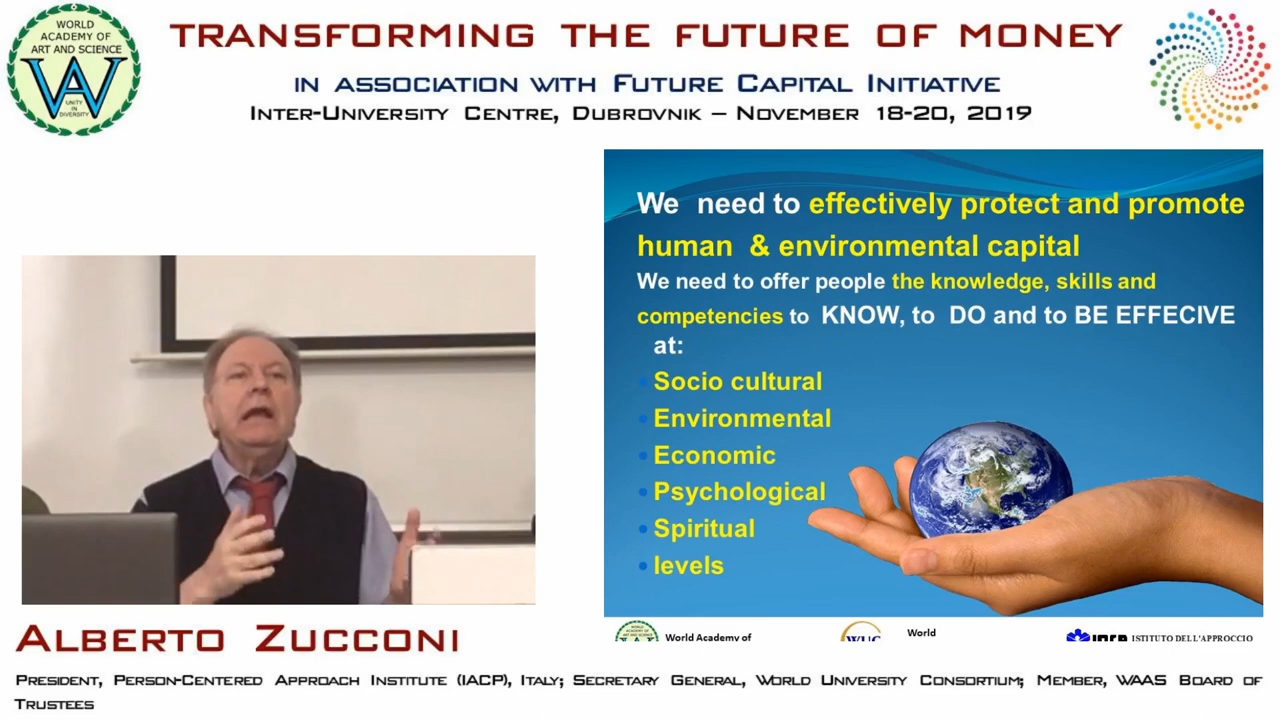 WORLD
ACADEMY OF
ART AND SCIENCE
WA
UNITY
IN
DIVERSITY
TRANSFORMING THE FUTURE OF MONEY
IN ASSOCIATION WITH FUTURE CAPITAL INITIATIVE
INTER-UNIVERSITY CENTRE, DUBROVNIK – NOVEMBER 18-20, 2019
We need to effectively protect and promote
human & environmental capital
We need to offer people the knowledge, skills and
competencies to KNOW, to DO and to BE EFFECIVE
at:
• Socio cultural
• Environmental
• Economic
• Psychological
• Spiritual
• levels
World Academy of
World
ISTITUTO DELL'APPROCCIO
ALBERTO ZUCCONI
PRESIDENT, PERSON-CENTERED APPROACH INSTITUTE (IACP), ITALY; SECRETARY GENERAL, WORLD UNIVERSITY CONSORTIUM; MEMBER, WAAS BOARD OF
TRUSTEES